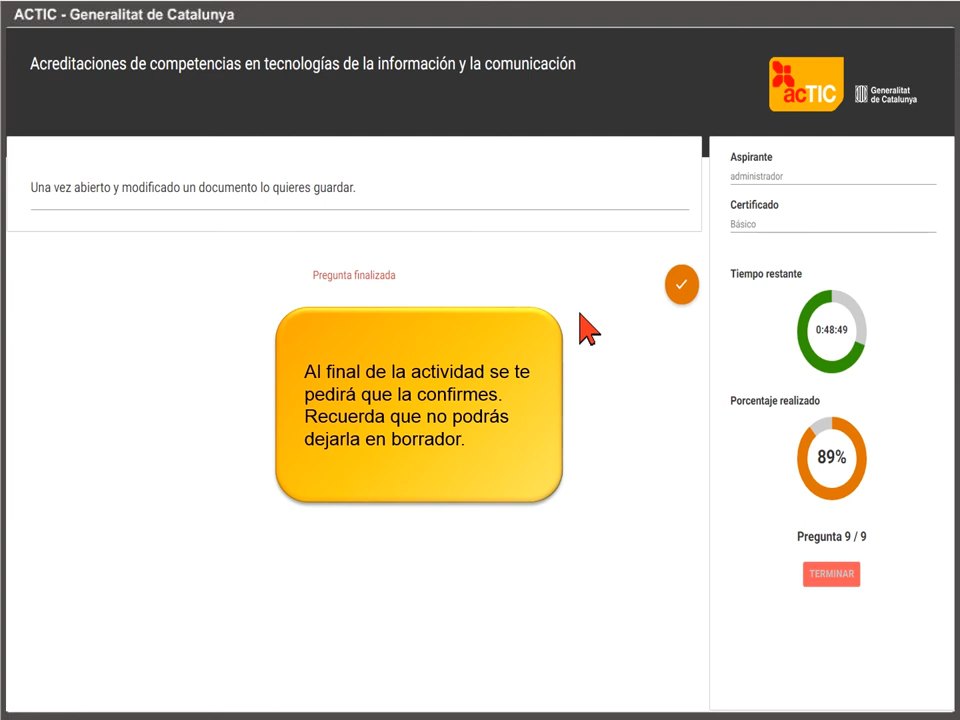 ACTIC - Generalitat de Catalunya
Acreditaciones de competencias en tecnologías de la información y la comunicación
acTIC
Generalitat
de Catalunya
Una vez abierto y modificado un documento lo quieres guardar.
Pregunta finalizada
Al final de la actividad se te
pedirá que la confirmes.
Recuerda que no podrás
dejarla en borrador.
Aspirante
administrador
Certificado
Básico
Tiempo restante
0:48:49
Porcentaje realizado
89%
Pregunta 9 / 9
TERMINAR